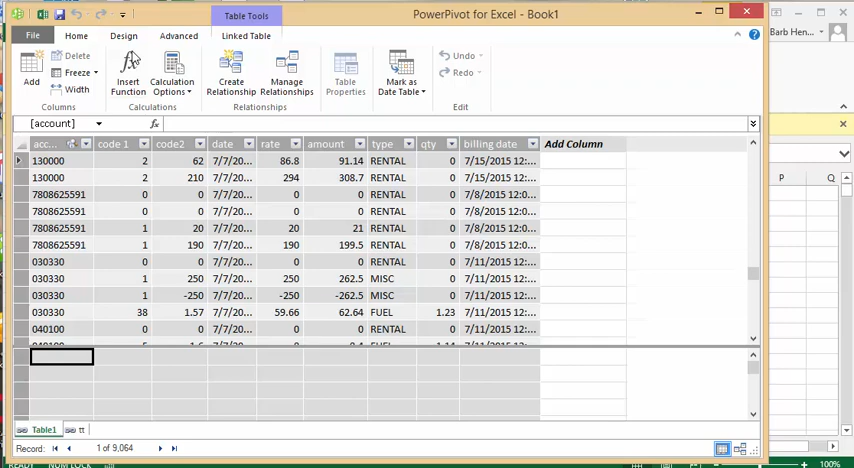 Table Tools
PowerPivot for Excel - Book1
Barb Hen...
File Home Design Advanced Linked Table
Delete
Freeze
Width
Add
Columns
Insert Function
Calculation Options
Calculations
Create Relationship
Manage Relationships
Relationships
Table Properties
Mark as Date Table
Undo
Redo
Edit
[account] fx
acc... code 1 code2 date rate amount type qty billing date Add Column
130000 2 62 7/7/20... 86.8 91.14 RENTAL 0 7/15/2015 12:...
130000 2 210 7/7/20... 294 308.7 RENTAL 0 7/15/2015 12:...
7808625591 0 0 7/7/20... 0 0 RENTAL 0 7/8/2015 12:0...
7808625591 0 0 7/7/20... 0 0 RENTAL 0 7/8/2015 12:0...
7808625591 1 20 7/7/20... 20 21 RENTAL 0 7/8/2015 12:0...
7808625591 1 190 7/7/20... 190 199.5 RENTAL 0 7/8/2015 12:0...
030330 0 0 7/7/20... 0 0 RENTAL 0 7/11/2015 12:...
030330 1 250 7/7/20... 250 262.5 MISC 0 7/11/2015 12:...
030330 1 -250 7/7/20... -250 -262.5 MISC 0 7/11/2015 12:...
030330 38 1.57 7/7/20... 59.66 62.64 FUEL 1.23 7/11/2015 12:...
040100 0 0 7/7/20... 0 0 RENTAL 0 7/11/2015 12:...
P Q
Table1 tt
Record: 1 of 9,064
READY NUM LOCK 100%